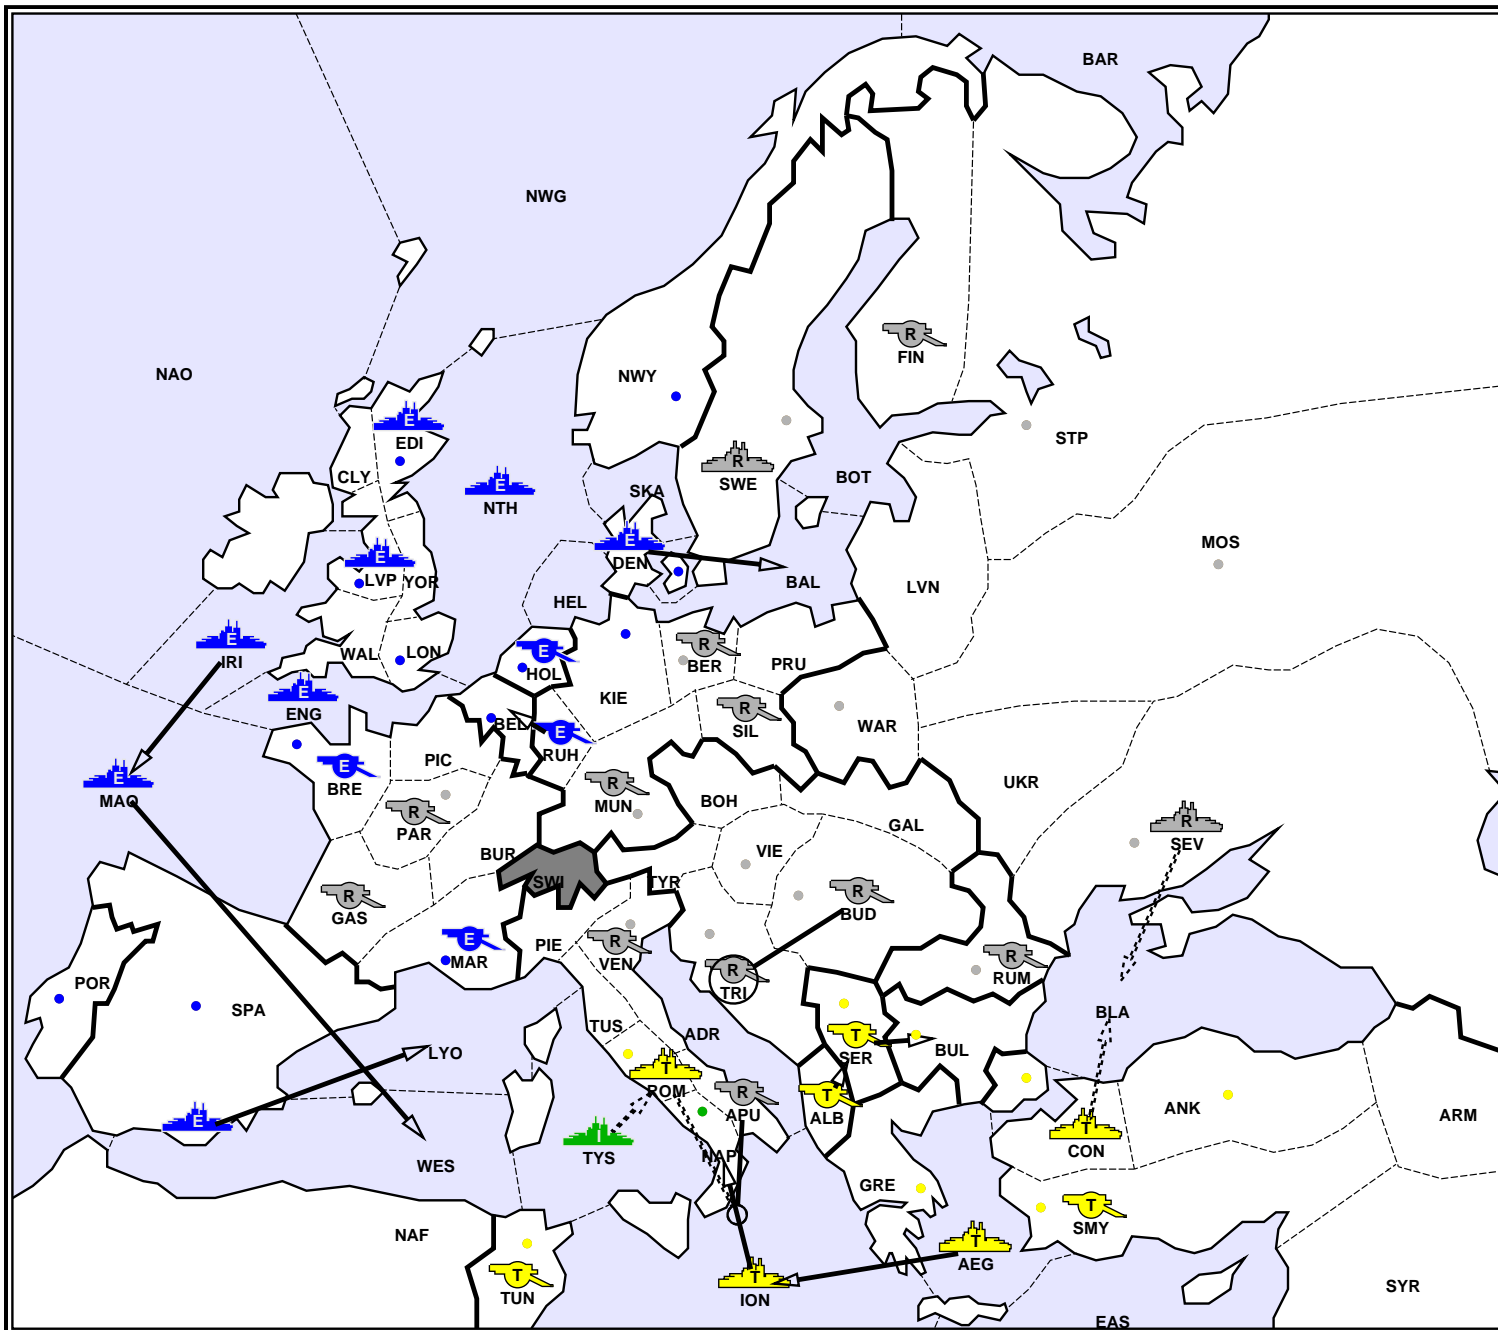 BAR
NWG
R
FIN
NAO
NWY
E
EDI
STP
CLY
R
SWE
BOT
E
NTH
SKA
MOS
E
DEN
E
LVP
YOR
BAL
LVN
HEL
E
IRI
WAL
LON
E
HOL
R
BER
PRU
KIE
E
ENG
R
SIL
WAR
BEL
E
RUH
PIC
E
BRE
E
MAO
R
MUN
BOH
UKR
R
PAR
GAL
R
SEV
BUR
VIE
SWI
TYR
R
GAS
R
BUD
E
MAR
PIE
R
VEN
R
RUM
POR
SPA
R
TRI
BLA
TUS
ADR
T
SER
BUL
LYO
T
ROM
R
APU
T
ALB
ANK
ARM
E
I
TYS
T
CON
NAP
WES
GRE
T
SMY
NAF
T
AEG
T
TUN
T
ION
SYR
EAS